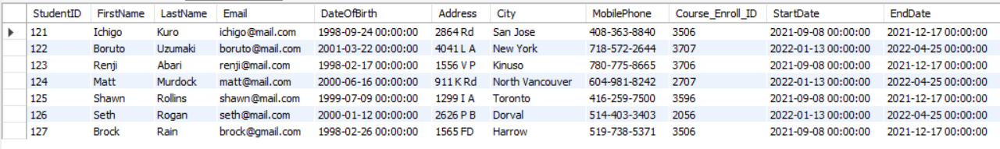 StudentID FirstName LastName Email DateOfBirth Address City MobilePhone Course_Enroll_ID StartDate EndDate
121 Ichigo Kuro ichigo@mail.com 1998-09-24 00:00:00 2864 Rd San Jose 408-363-8840 3506 2021-09-08 00:00:00 2021-12-17 00:00:00
122 Boruto Uzumaki boruto@mail.com 2001-03-22 00:00:00 4041 L A New York 718-572-2644 3707 2022-01-13 00:00:00 2022-04-25 00:00:00
123 Renji Abari renji@mail.com 1998-02-17 00:00:00 1556 V P Kinuso 780-775-8665 3706 2021-09-08 00:00:00 2021-12-17 00:00:00
124 Matt Murdock matt@mail.com 2000-06-16 00:00:00 911 K Rd North Vancouver 604-981-8242 2707 2022-01-13 00:00:00 2022-04-25 00:00:00
125 Shawn Rollins shawn@mail.com 1999-07-09 00:00:00 1299 I A Toronto 416-259-7500 3596 2021-09-08 00:00:00 2021-12-17 00:00:00
126 Seth Rogan seth@mail.com 2000-01-12 00:00:00 2626 P B Dorval 514-403-3403 2056 2022-01-13 00:00:00 2022-04-25 00:00:00
127 Brock Rain brock@gmail.com 1998-02-26 00:00:00 1565 FD Harrow 519-738-5371 3506 2021-09-08 00:00:00 2021-12-17 00:00:00